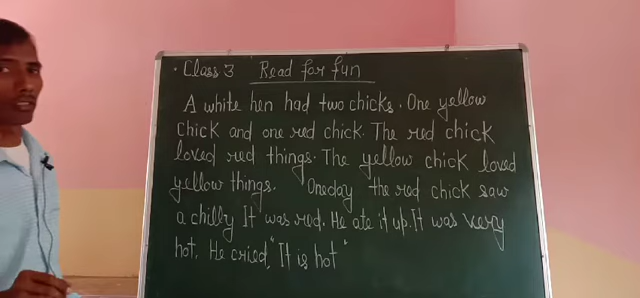 · Class 3 Read for fun
A white hen had two chicks. One yellow
chick and one red chick. The red chick
loved red things. The yellow chick loved
yellow things. Oneday the red chick saw
a chilly It was red. He ate it up. It was very
hot. He cried, "It is hot"